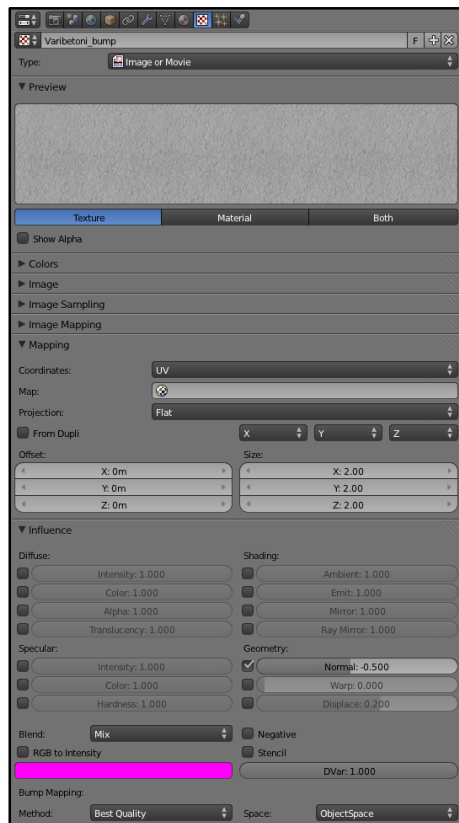 Varibetoni_bump F
Type: Image or Movie
Preview
Texture Material Both
Show Alpha
Colors
Image
Image Sampling
Image Mapping
Mapping
Coordinates: UV
Map:
Projection: Flat
From Dupli X Y Z
Offset: Size:
X: 0m X: 2.00
Y: 0m Y: 2.00
Z: 0m Z: 2.00
Influence
Diffuse: Shading:
Intensity: 1.000 Ambient: 1.000
Color: 1.000 Emit: 1.000
Alpha: 1.000 Mirror: 1.000
Translucency: 1.000 Ray Mirror: 1.000
Specular: Geometry:
Intensity: 1.000 Normal: -0.500
Color: 1.000 Warp: 0.000
Hardness: 1.000 Displace: 0.200
Blend: Mix Negative
RGB to Intensity Stencil
DVar: 1.000
Bump Mapping:
Method: Best Quality Space: ObjectSpace